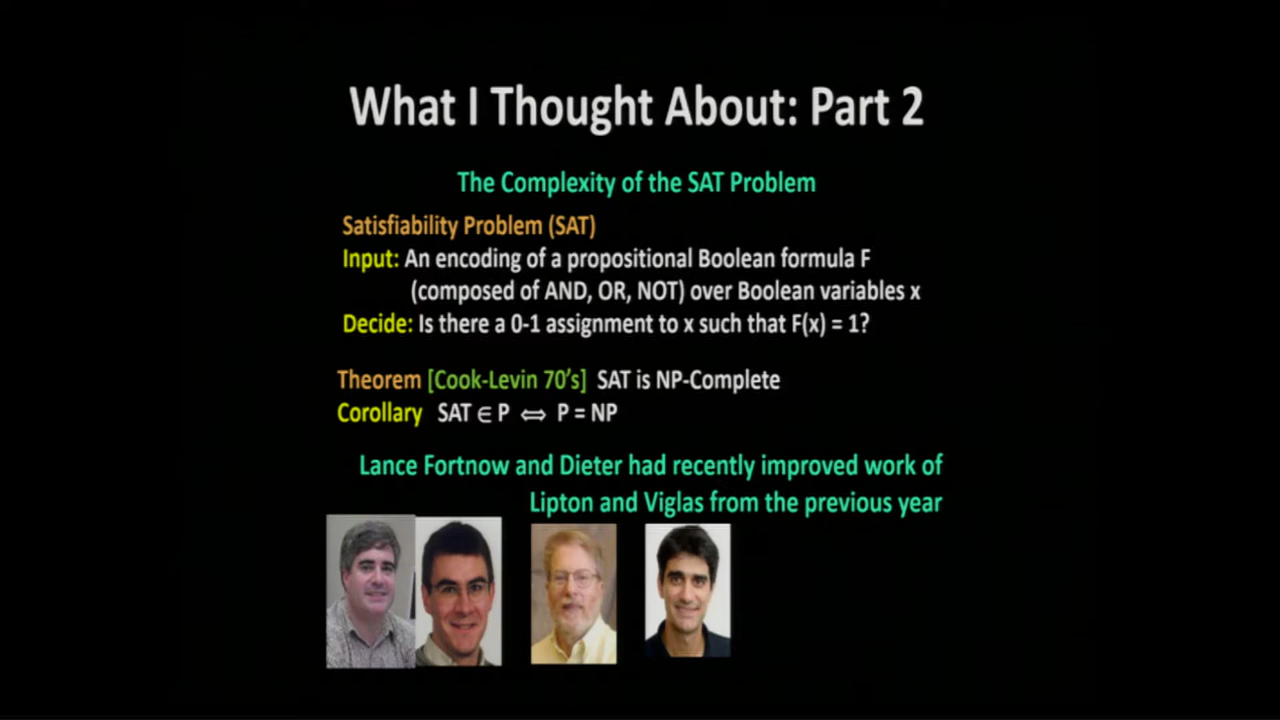 What I Thought About: Part 2
The Complexity of the SAT Problem
Satisfiability Problem (SAT)
Input: An encoding of a propositional Boolean formula F
(composed of AND, OR, NOT) over Boolean variables x
Decide: Is there a 0-1 assignment to x such that F(x) = 1?
Theorem [Cook-Levin 70's] SAT is NP-Complete
Corollary SAT ∈ P ⇔ P = NP
Lance Fortnow and Dieter had recently improved work of
Lipton and Viglas from the previous year